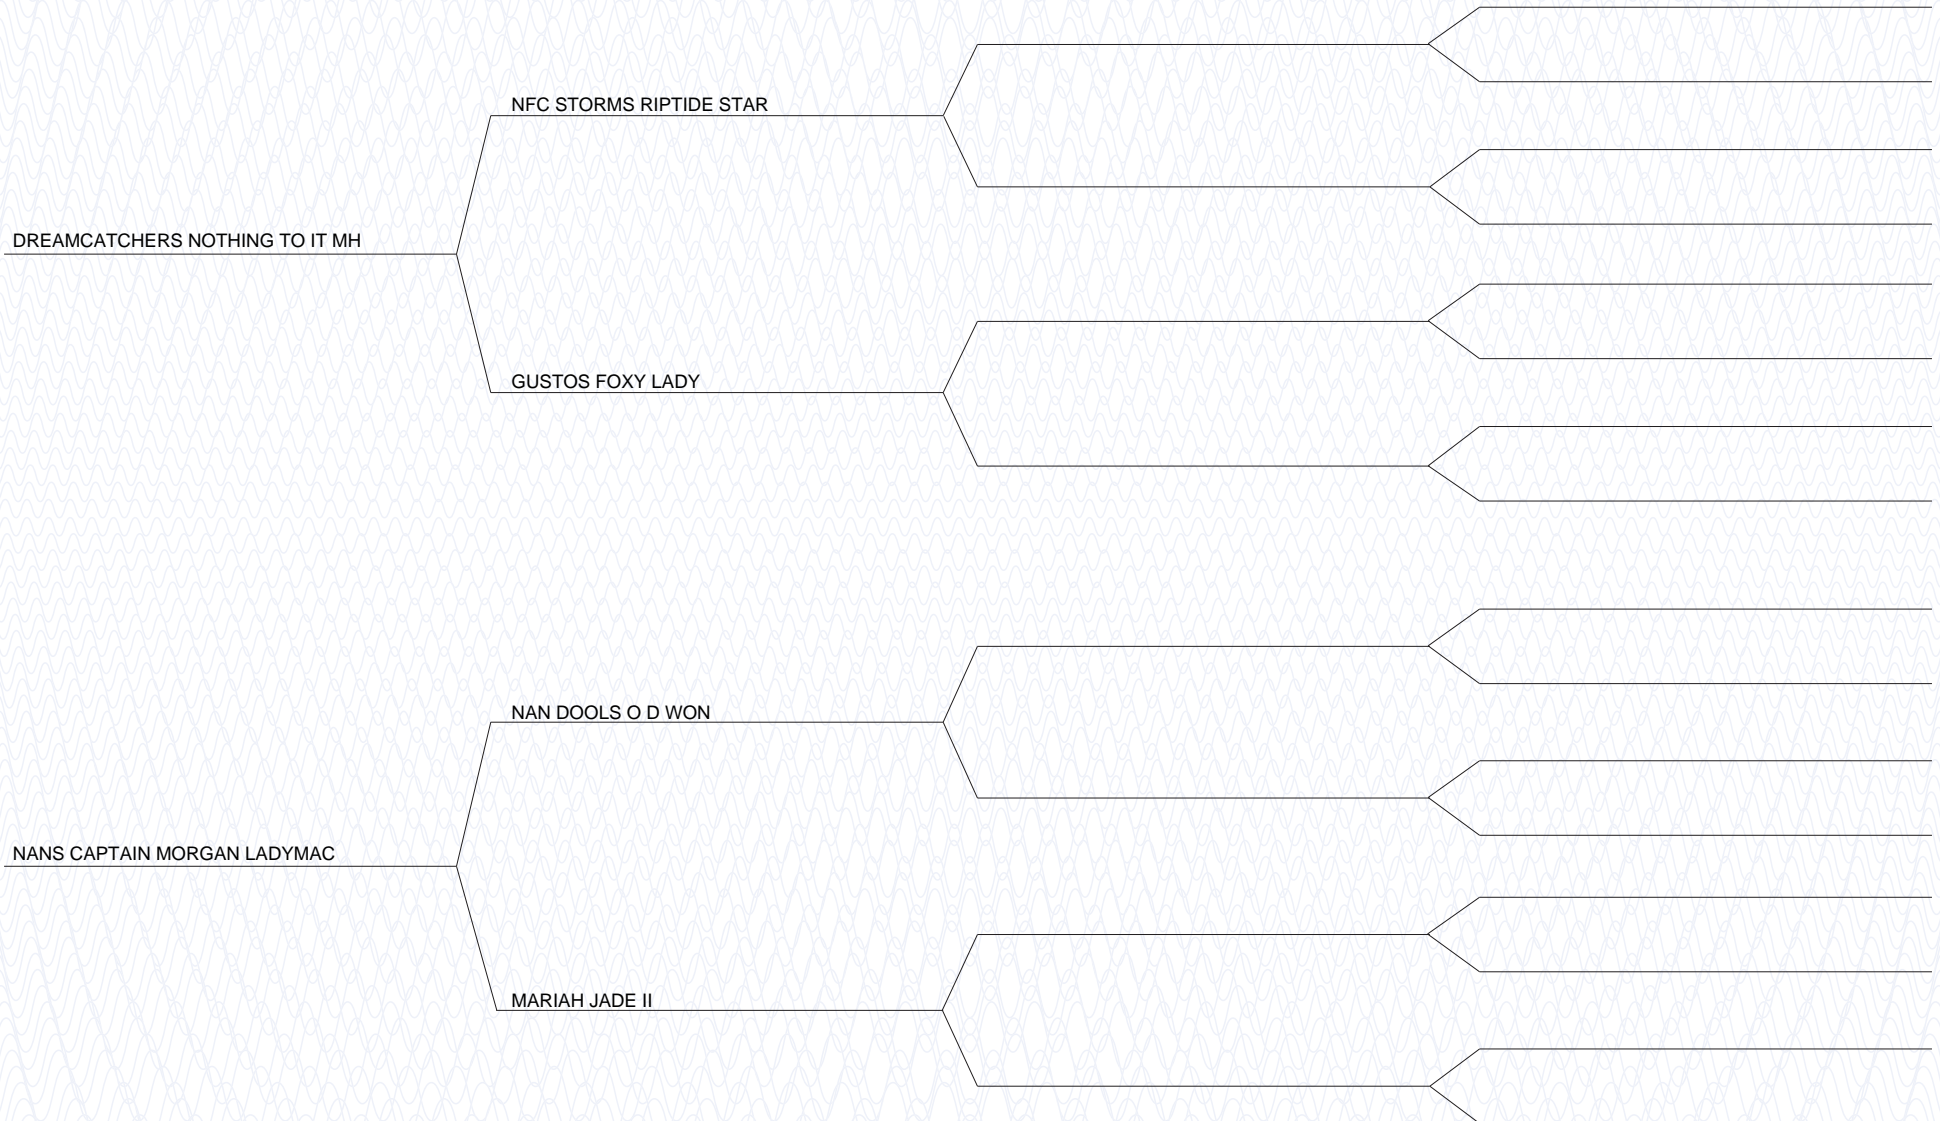 NFC STORMS RIPTIDE STAR
DREAMCATCHERS NOTHING TO IT MH
GUSTOS FOXY LADY
NAN DOOLS O D WON
NANS CAPTAIN MORGAN LADYMAC
MARIAH JADE II